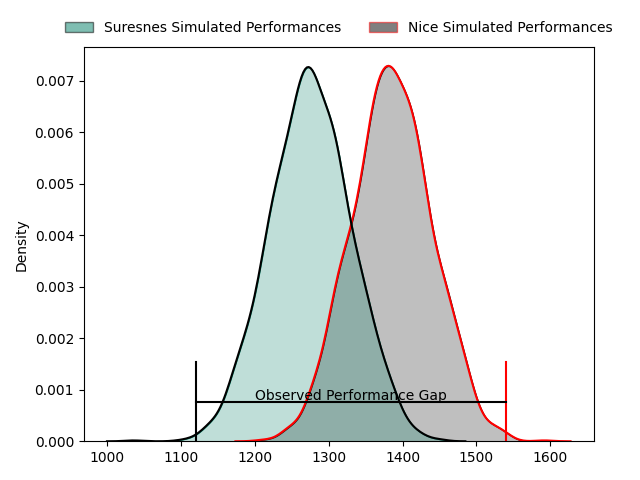 Suresnes Simulated Performances
Nice Simulated Performances
Density
0.007
0.006
0.005
0.004
0.003
0.002
0.001
0.000
Observed Performance Gap
1000 1100 1200 1300 1400 1500 1600